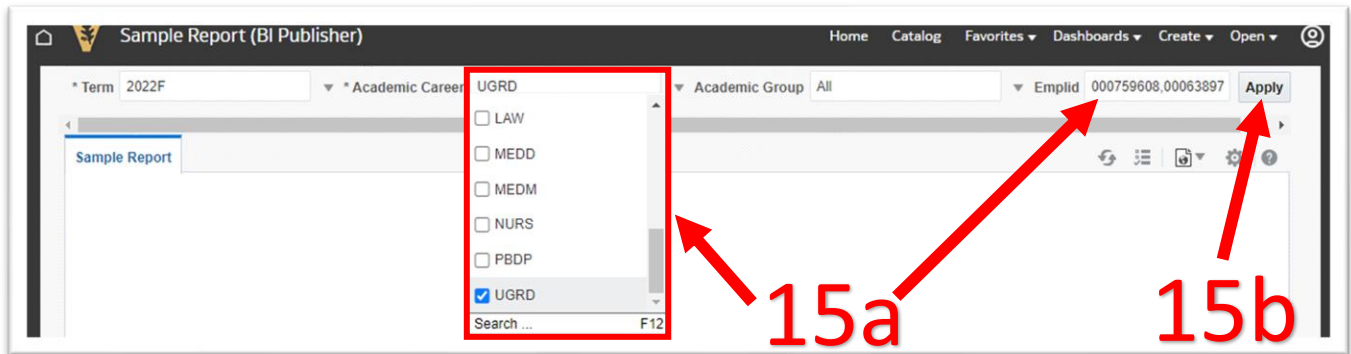 Sample Report (BI Publisher) Home Catalog Favorites Dashboards Create Open
* Term 2022F * Academic Career UGRD Academic Group All Emplid 000759608,00063897 Apply
LAW
Sample Report
MEDD
MEDM
NURS
PBDP
UGRD
Search ... F12
15a
15b